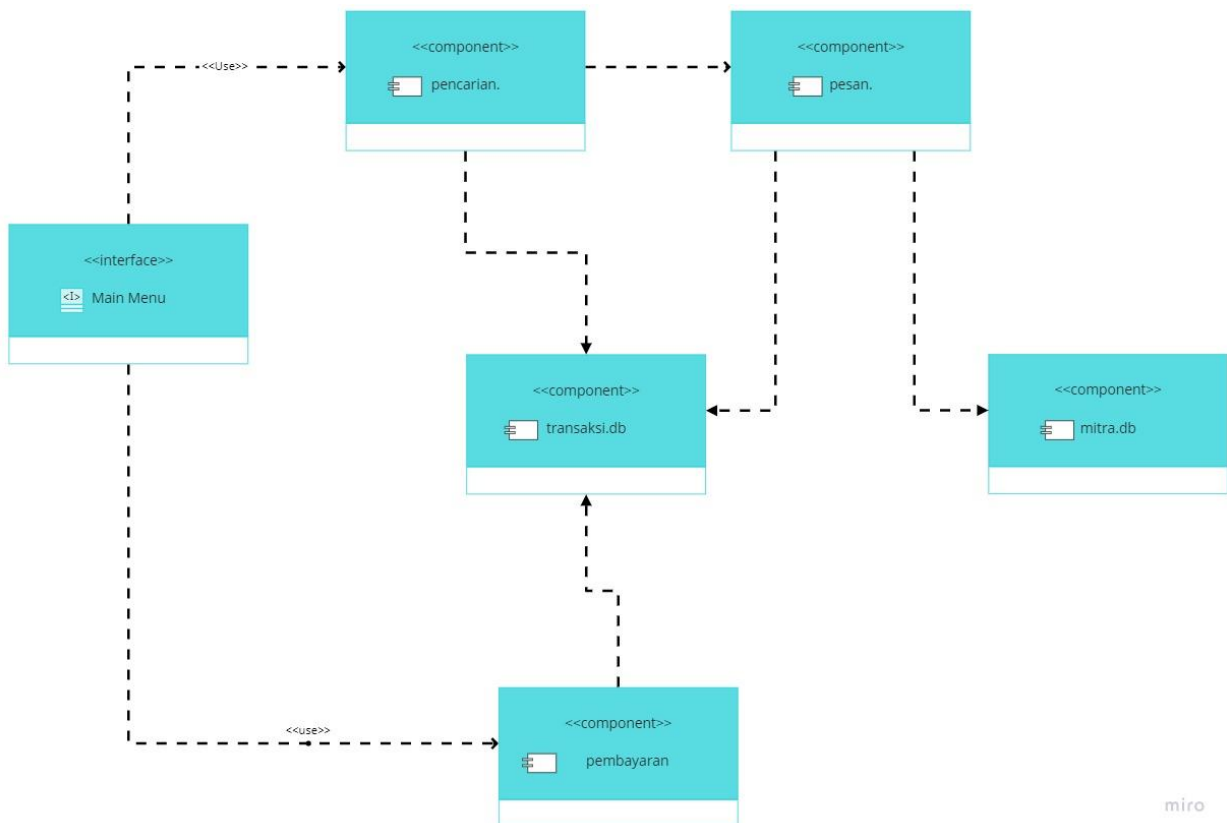 <<component>>
pencarian.
<<component>>
pesan.
<<Use>>
<<interface>>
<I>
Main Menu
<<component>>
transaksi.db
<<component>>
mitra.db
<<use>>
<<component>>
pembayaran
miro